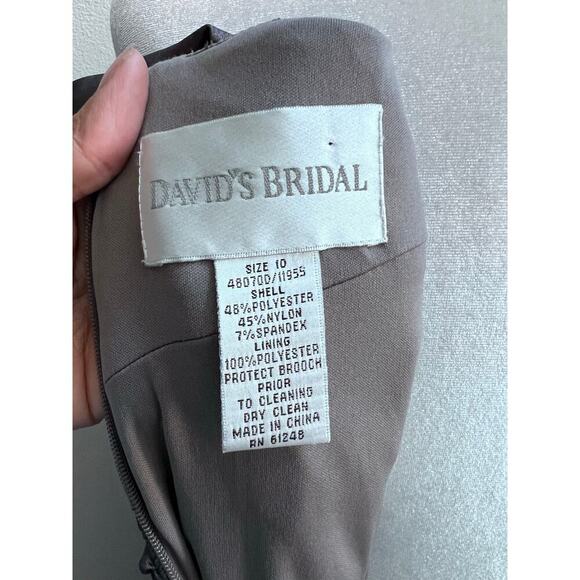 DAVID'S BRIDAL
SIZE 10
48070D/11955
SHELL
48%POLYESTER
45%NYLON
7%SPANDEX
LINING
100%POLYESTER
PROTECT BROOCH
PRIOR
TO CLEANING
DRY CLEAN
MADE IN CHINA
RN 61248